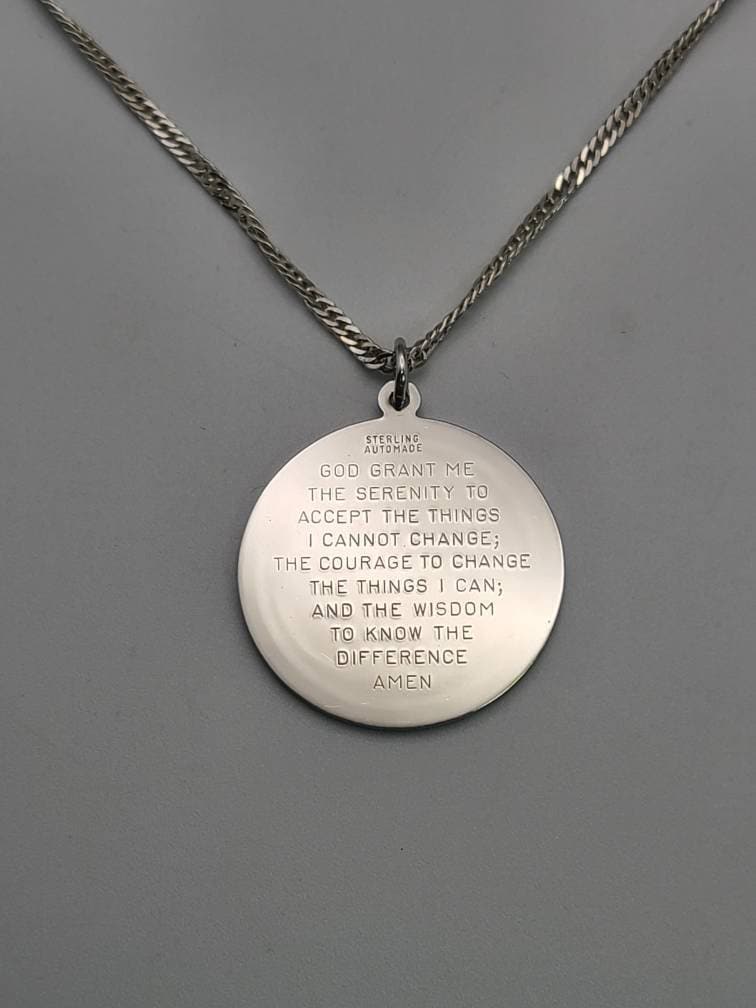 STERLING
AUTOMADE
GOD GRANT ME
THE SERENITY TO
ACCEPT THE THINGS
I CANNOT CHANGE;
THE COURAGE TO CHANGE
THE THINGS I CAN;
AND THE WISDOM
TO KNOW THE
DIFFERENCE
AMEN